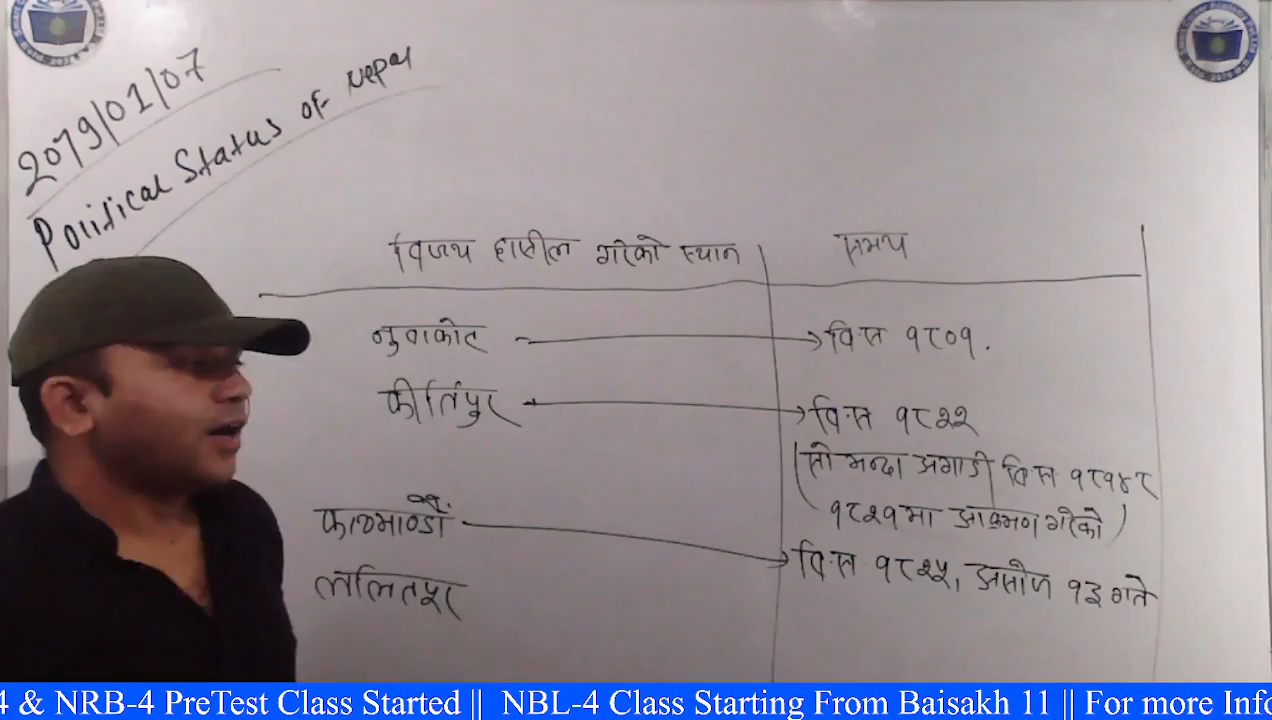 2079/01/07
Political Status of Nepal
विजय हासील गरेको स्थान समय
नुवाकोट वि.स १८०१.
कीर्तिपुर वि.स १८२२
(सो भन्दा अगाडी वि.स १८१४ र
१८२१मा आक्रमण गरेको)
काठमाण्डौं वि.स १८२५, असोज १३ गते
ललितपुर
4 & NRB-4 PreTest Class Started || NBL-4 Class Starting From Baisakh 11 || For more Info